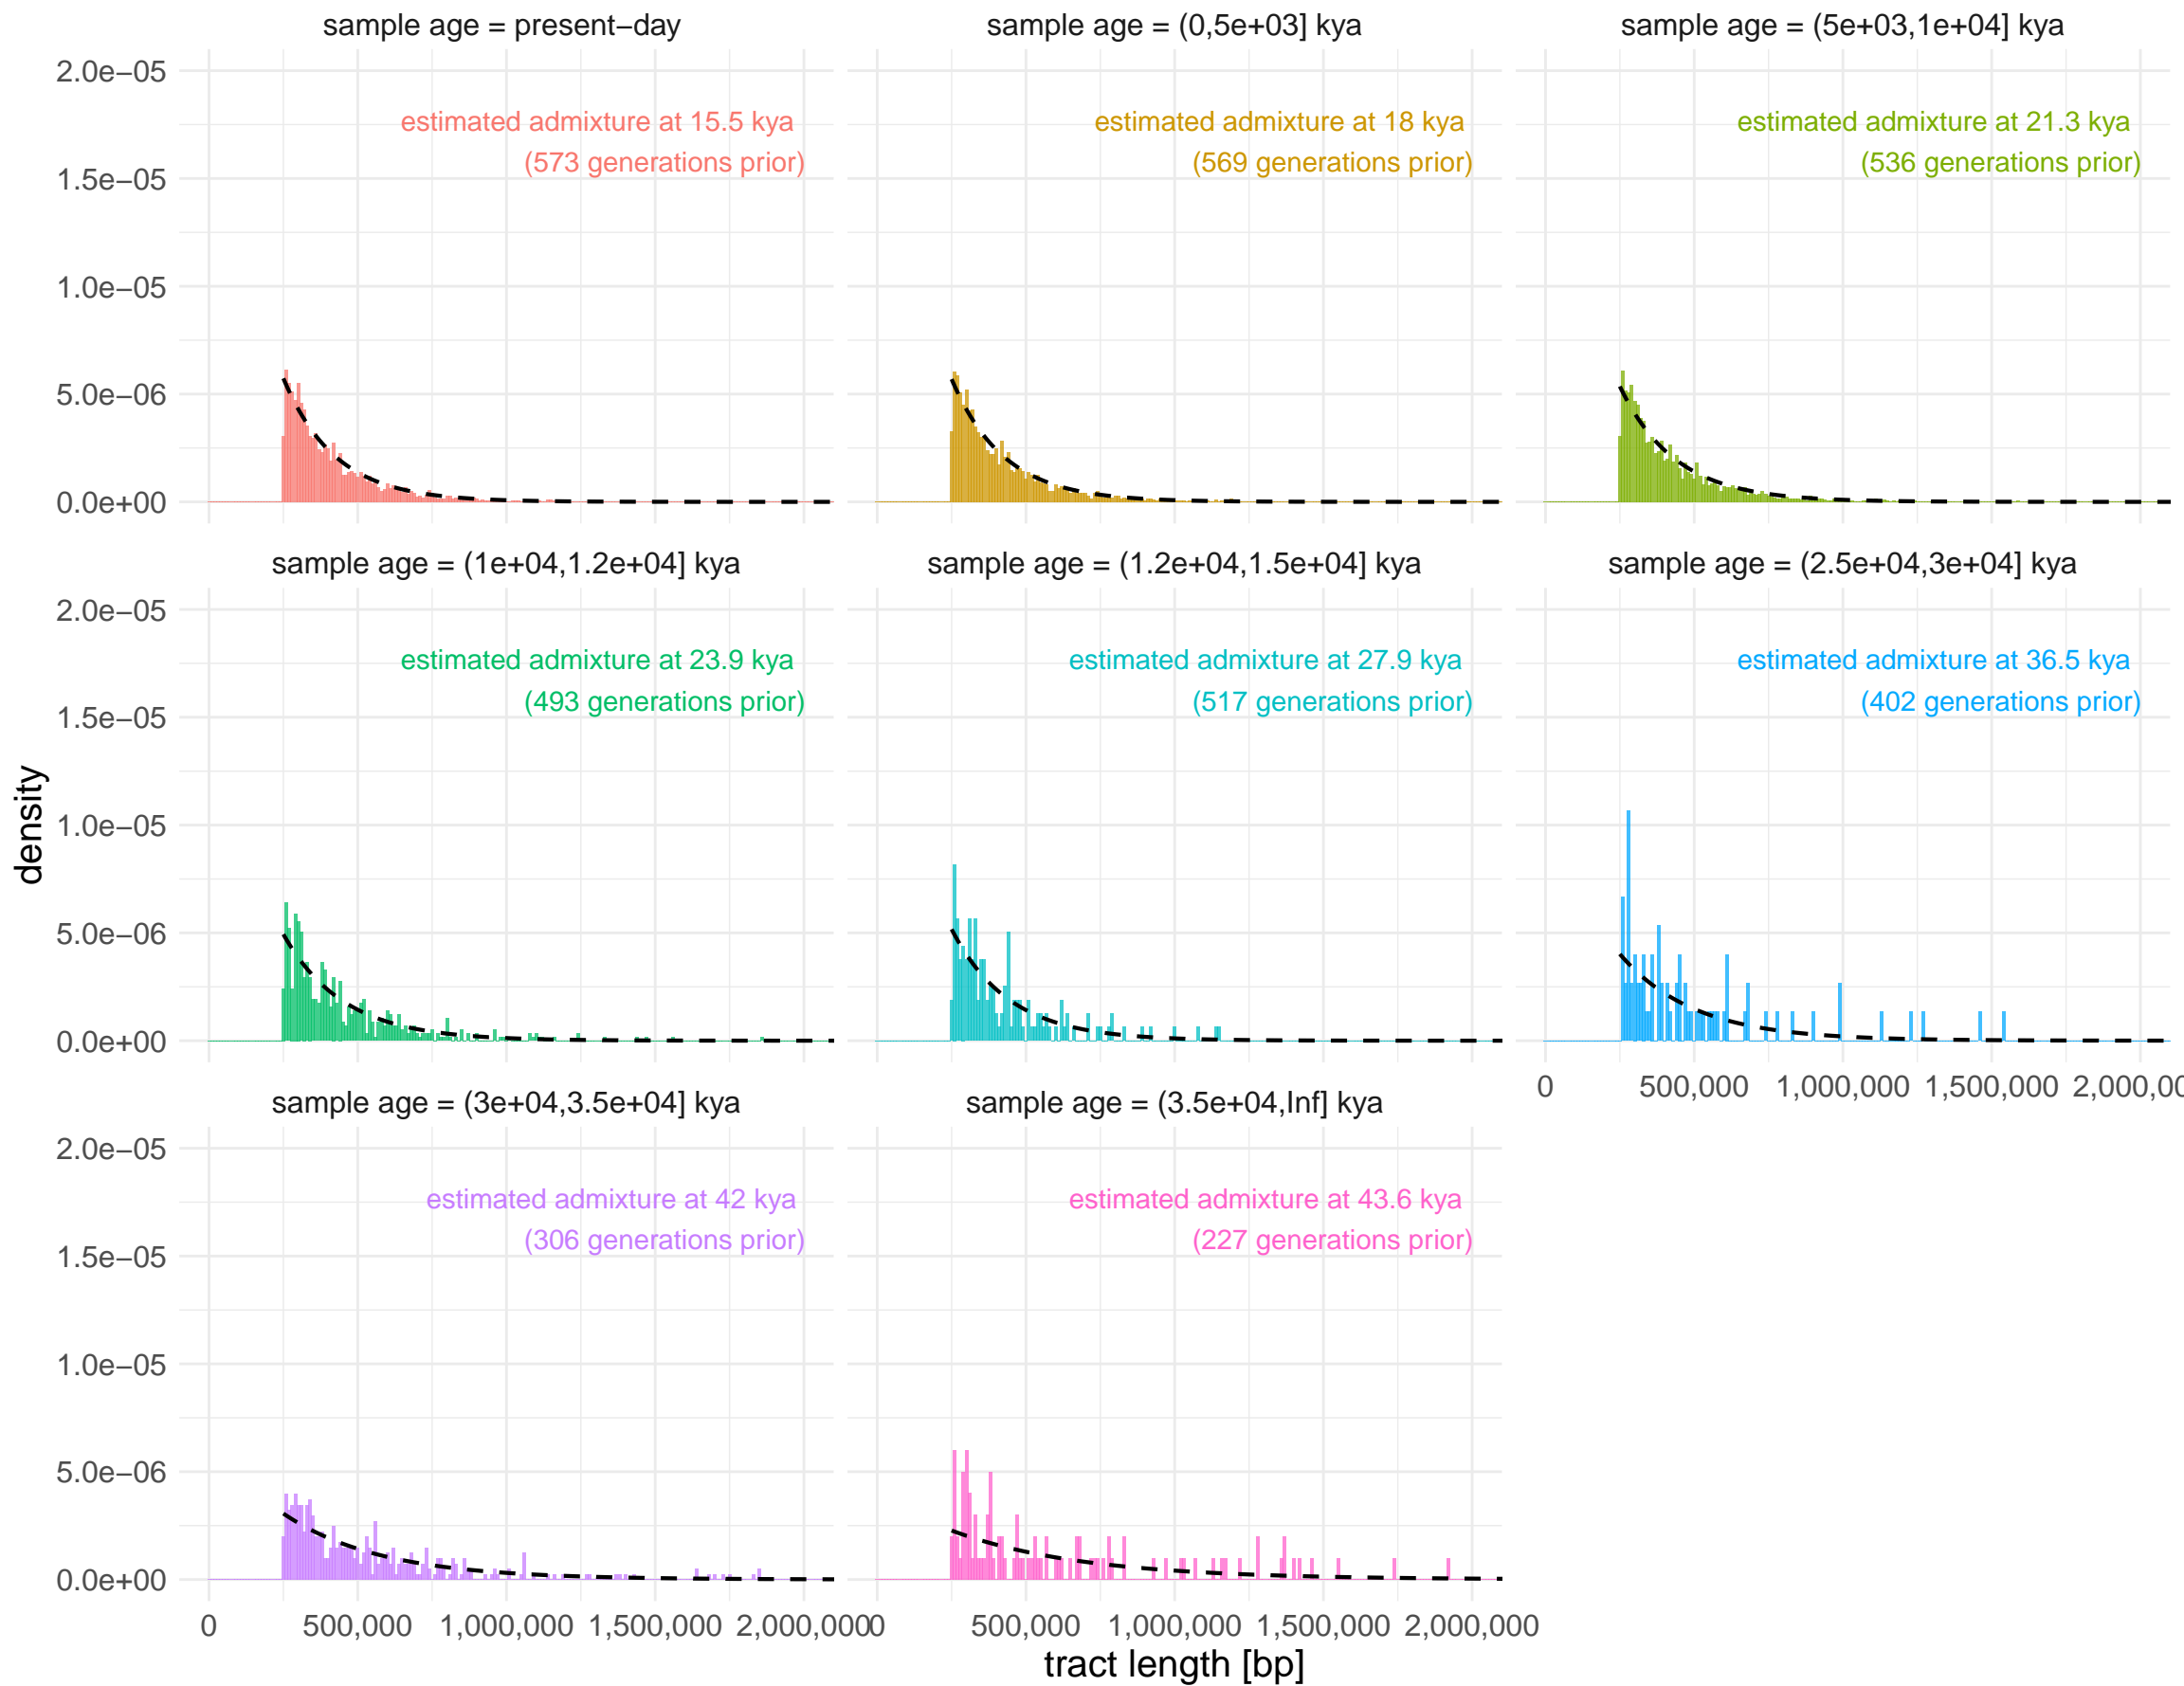 sample age = present−day
sample age = (0,5e+03] kya
sample age = (5e+03,1e+04] kya
2.0e−05
1.5e−05
1.0e−05
5.0e−06
0.0e+00
estimated admixture at 15.5 kya
(573 generations prior)
estimated admixture at 18 kya
(569 generations prior)
estimated admixture at 21.3 kya
(536 generations prior)
sample age = (1e+04,1.2e+04] kya
sample age = (1.2e+04,1.5e+04] kya
sample age = (2.5e+04,3e+04] kya
2.0e−05
1.5e−05
1.0e−05
5.0e−06
0.0e+00
estimated admixture at 23.9 kya
(493 generations prior)
estimated admixture at 27.9 kya
(517 generations prior)
estimated admixture at 36.5 kya
(402 generations prior)
0 500,000 1,000,000 1,500,000 2,000,0
density
sample age = (3e+04,3.5e+04] kya
sample age = (3.5e+04,Inf] kya
2.0e−05
1.5e−05
1.0e−05
5.0e−06
0.0e+00
estimated admixture at 42 kya
(306 generations prior)
estimated admixture at 43.6 kya
(227 generations prior)
0 500,000 1,000,000 1,500,000 2,000,000
0 500,000 1,000,000 1,500,000 2,000,000
tract length [bp]